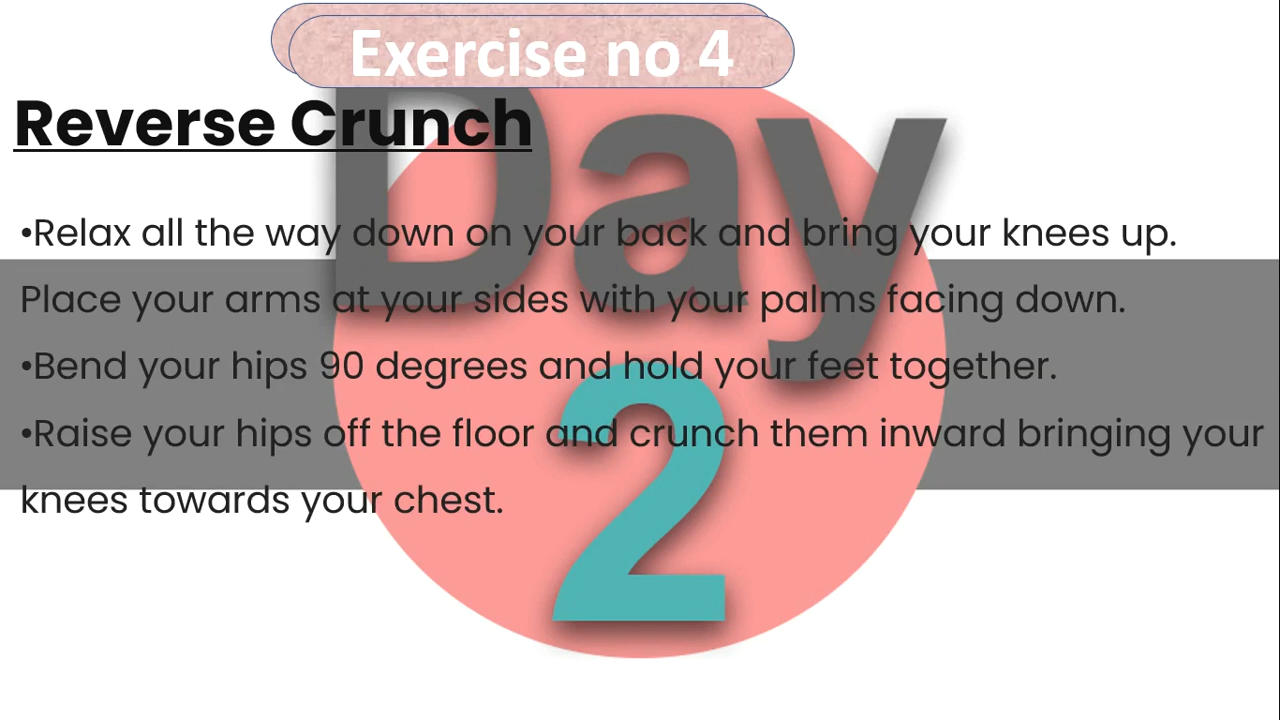 Exercise no 4
Reverse Crunch
Day
•Relax all the way down on your back and bring your knees up.
Place your arms at your sides with your palms facing down.
•Bend your hips 90 degrees and hold your feet together.
2
•Raise your hips off the floor and crunch them inward bringing your
knees towards your chest.